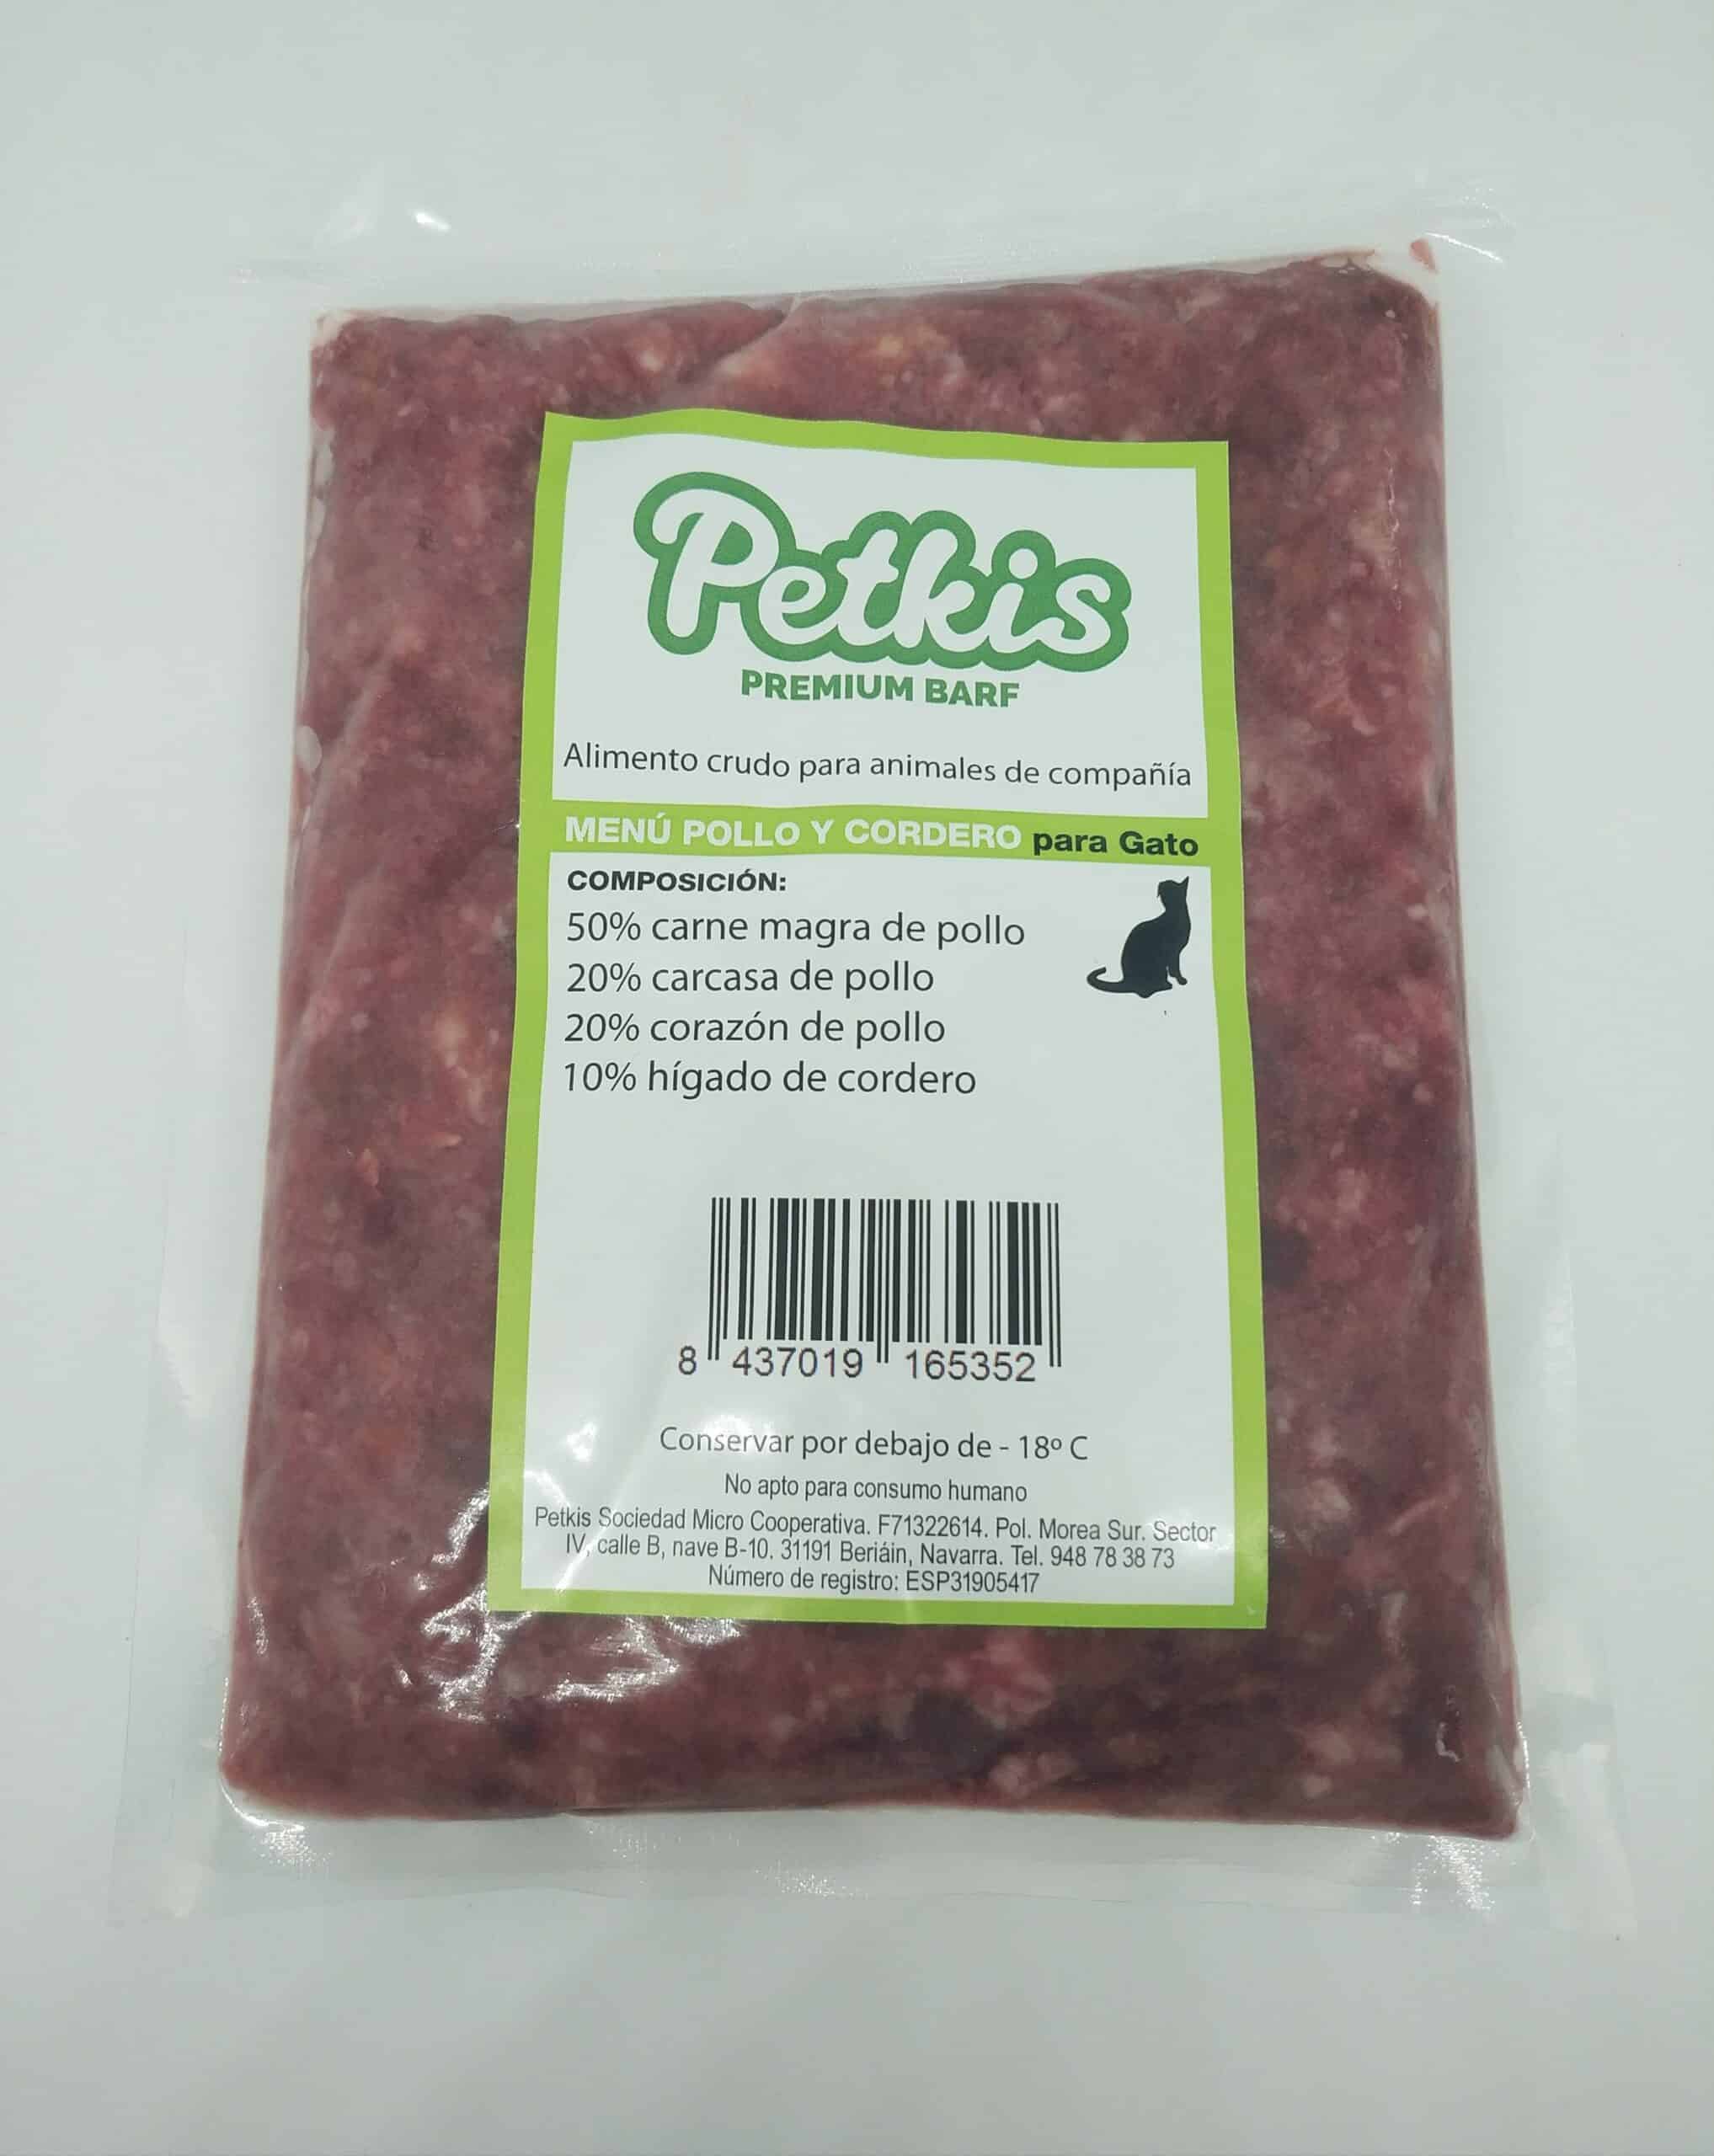 Petkis
PREMIUM BARF
Alimento crudo para animales de compañía
MENÚ POLLO Y CORDERO para Gato
COMPOSICIÓN:
50% carne magra de pollo
20% carcasa de pollo
20% corazón de pollo
10% hígado de cordero
8 437019 165352
Conservar por debajo de - 18º C
No apto para consumo humano
Petkis Sociedad Micro Cooperativa. F71322614. Pol. Morea Sur. Sector
IV, calle B, nave B-10. 31191 Beriáin, Navarra. Tel. 948 78 38 73
Número de registro: ESP31905417